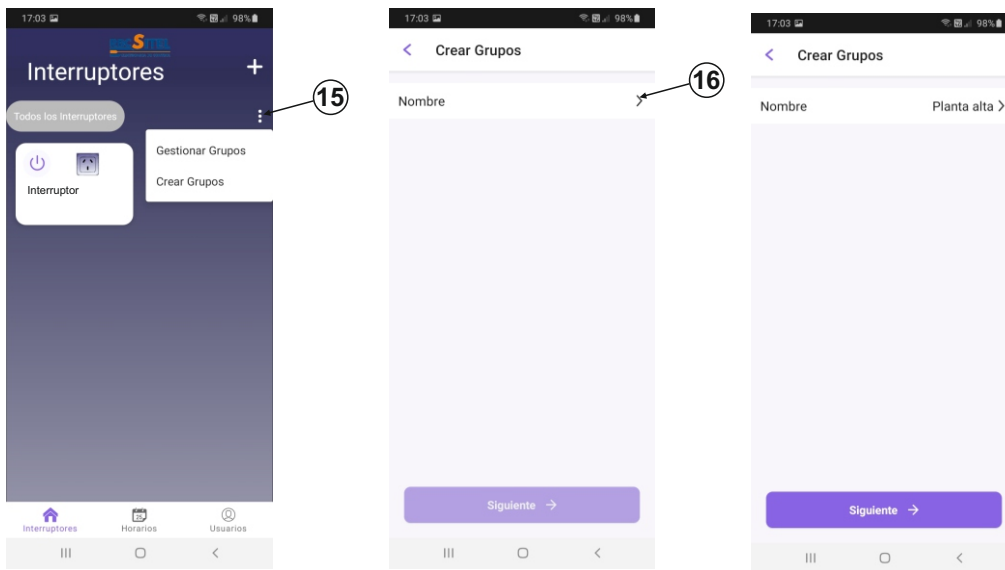 17:03
98%
Interruptores
+
Todos los Interruptores
Gestionar Grupos
Crear Grupos
Interruptor
Interruptores
25
Horarios
Usuarios
15
17:03
98%
Crear Grupos
Nombre
Siguiente →
16
17:03
98%
Crear Grupos
Nombre
Planta alta
Siguiente →